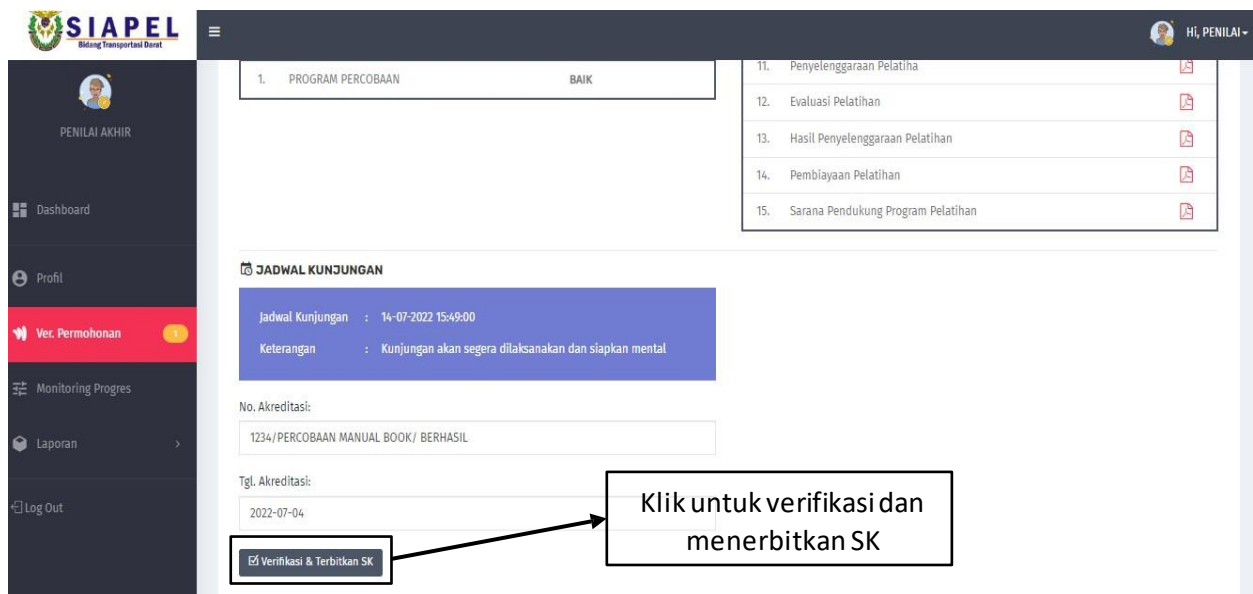 SIAPEL
Bidang Transportasi Darat
Hi, PENILAI
PENILAI AKHIR
Dashboard
Profil
Ver. Permohonan 1
Monitoring Progres
Laporan
Log Out
1. PROGRAM PERCOBAAN BAIK
11. Penyelenggaraan Pelatiha
12. Evaluasi Pelatihan
13. Hasil Penyelenggaraan Pelatihan
14. Pembiayaan Pelatihan
15. Sarana Pendukung Program Pelatihan
JADWAL KUNJUNGAN
Jadwal Kunjungan : 14-07-2022 15:49:00
Keterangan : Kunjungan akan segera dilaksanakan dan siapkan mental
No. Akreditasi:
1234/PERCOBAAN MANUAL BOOK/ BERHASIL
Tgl. Akreditasi:
2022-07-04
Verifikasi & Terbitkan SK
Klik untuk verifikasi dan
menerbitkan SK